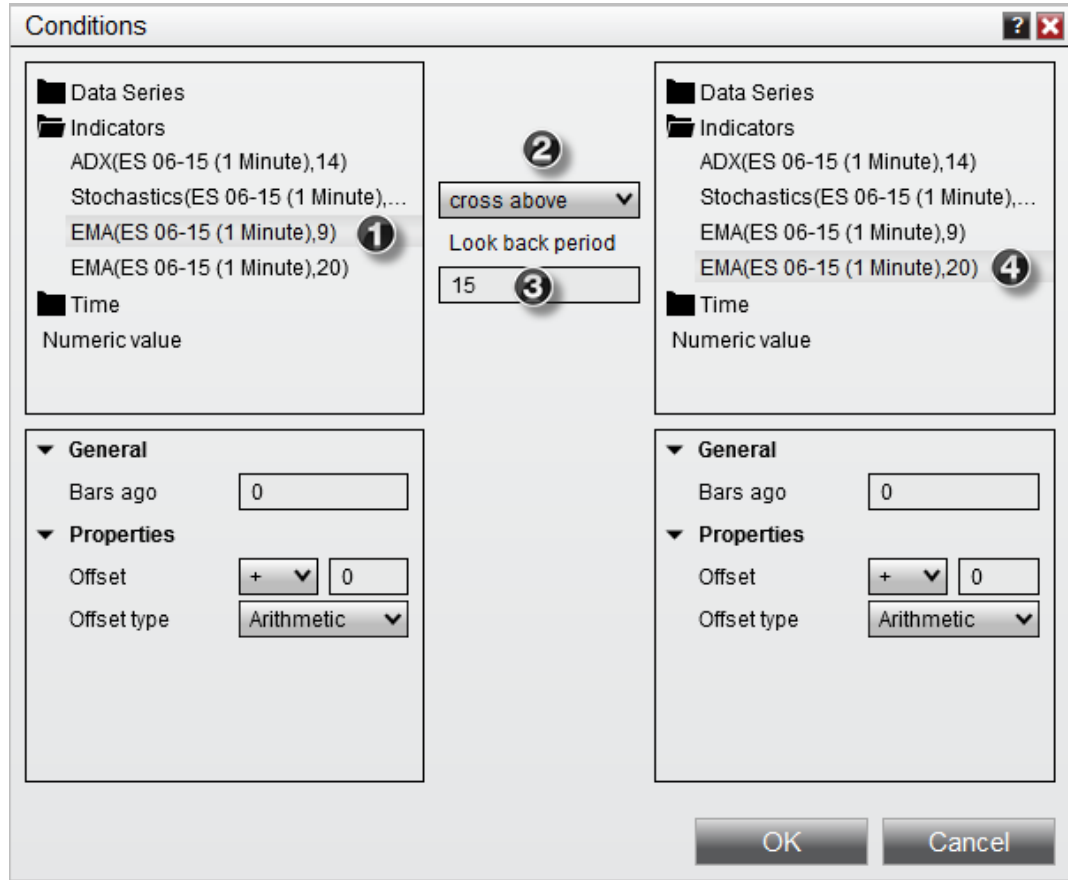 Conditions
?
Data Series
Indicators
ADX(ES 06-15 (1 Minute),14)
Stochastics(ES 06-15 (1 Minute),...
EMA(ES 06-15 (1 Minute),9) 1
EMA(ES 06-15 (1 Minute),20)
Time
Numeric value
2
cross above
Look back period
15 3
Data Series
Indicators
ADX(ES 06-15 (1 Minute),14)
Stochastics(ES 06-15 (1 Minute),...
EMA(ES 06-15 (1 Minute),9)
EMA(ES 06-15 (1 Minute),20) 4
Time
Numeric value
General
Bars ago 0
Properties
Offset + 0
Offset type Arithmetic
General
Bars ago 0
Properties
Offset + 0
Offset type Arithmetic
OK Cancel